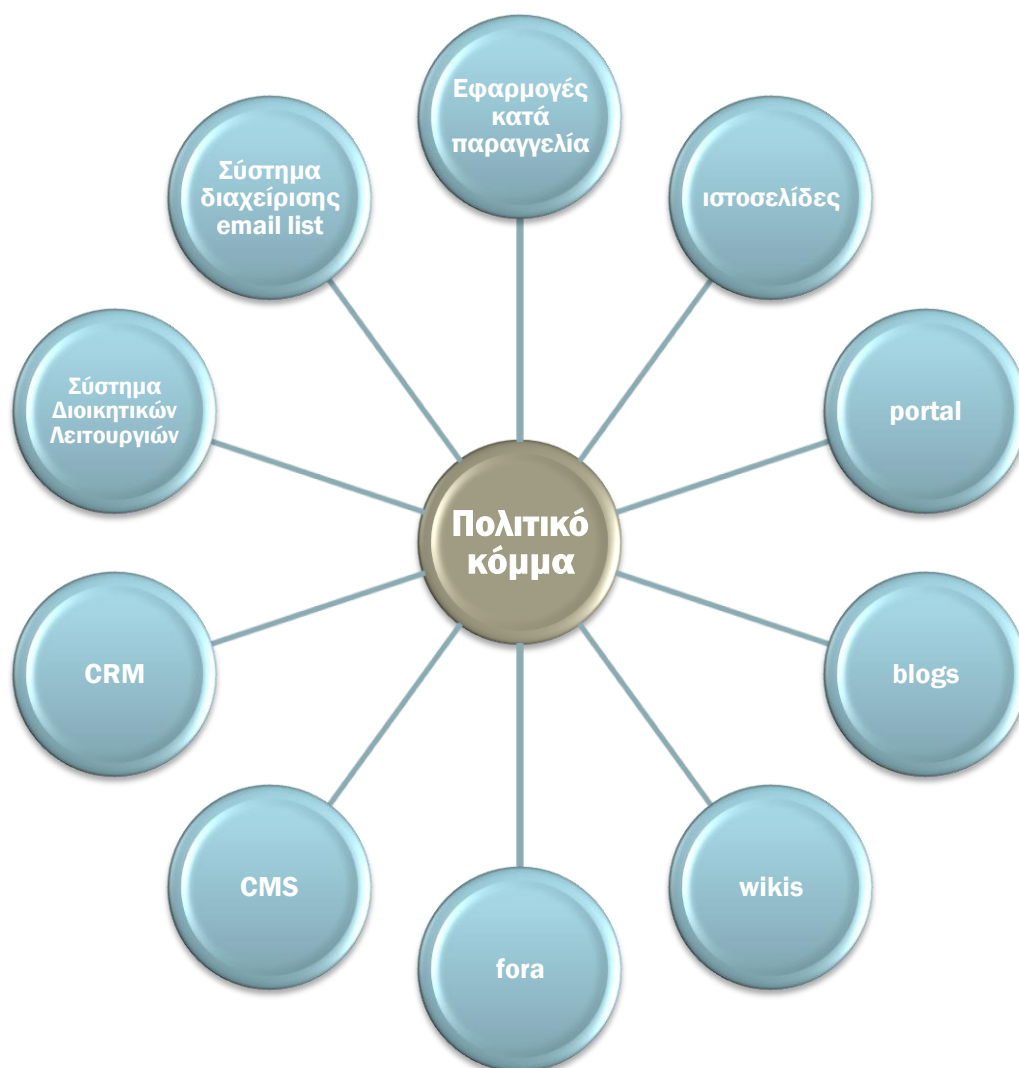 Εφαρμογές
κατά
παραγγελία
ιστοσελίδες
portal
blogs
wikis
fora
CMS
CRM
Σύστημα
Διοικητικών
Λειτουργιών
Σύστημα
διαχείρισης
email list
Πολιτικό
κόμμα